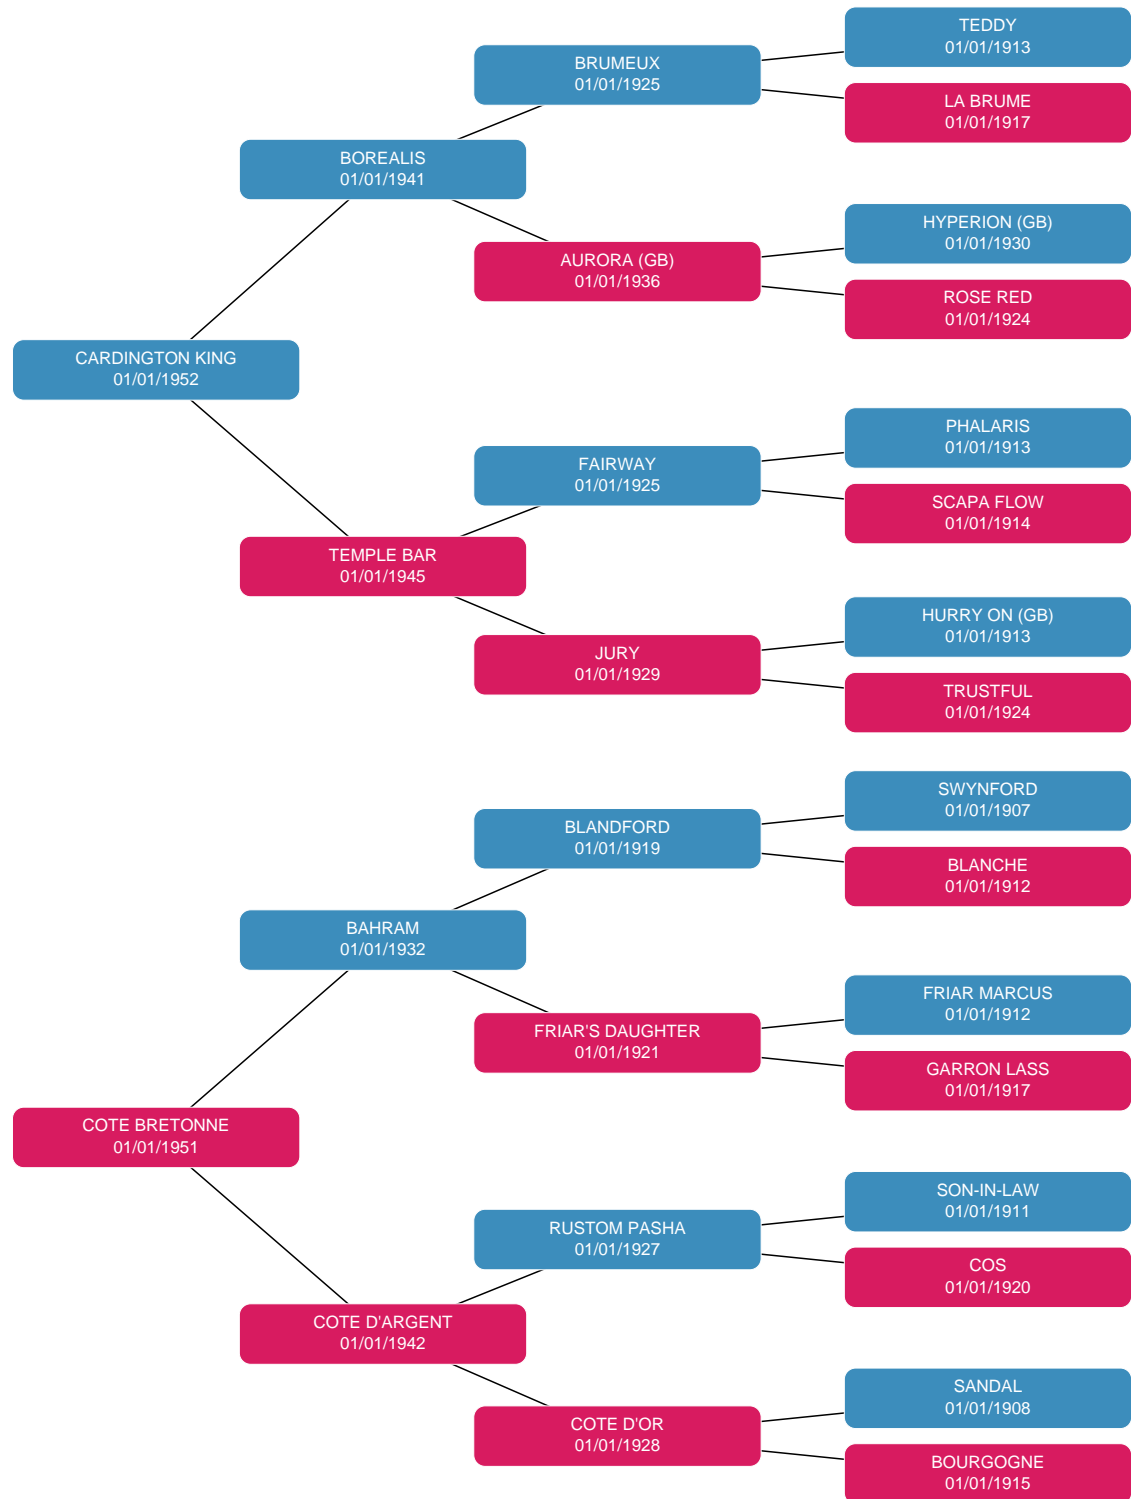 TEDDY
01/01/1913
BRUMEUX
01/01/1925
LA BRUME
01/01/1917
BOREALIS
01/01/1941
HYPERION (GB)
01/01/1930
AURORA (GB)
01/01/1936
ROSE RED
01/01/1924
CARDINGTON KING
01/01/1952
PHALARIS
01/01/1913
FAIRWAY
01/01/1925
SCAPA FLOW
01/01/1914
TEMPLE BAR
01/01/1945
HURRY ON (GB)
01/01/1913
JURY
01/01/1929
TRUSTFUL
01/01/1924
SWYNFORD
01/01/1907
BLANDFORD
01/01/1919
BLANCHE
01/01/1912
BAHRAM
01/01/1932
FRIAR MARCUS
01/01/1912
FRIAR'S DAUGHTER
01/01/1921
GARRON LASS
01/01/1917
COTE BRETONNE
01/01/1951
SON-IN-LAW
01/01/1911
RUSTOM PASHA
01/01/1927
COS
01/01/1920
COTE D'ARGENT
01/01/1942
SANDAL
01/01/1908
COTE D'OR
01/01/1928
BOURGOGNE
01/01/1915